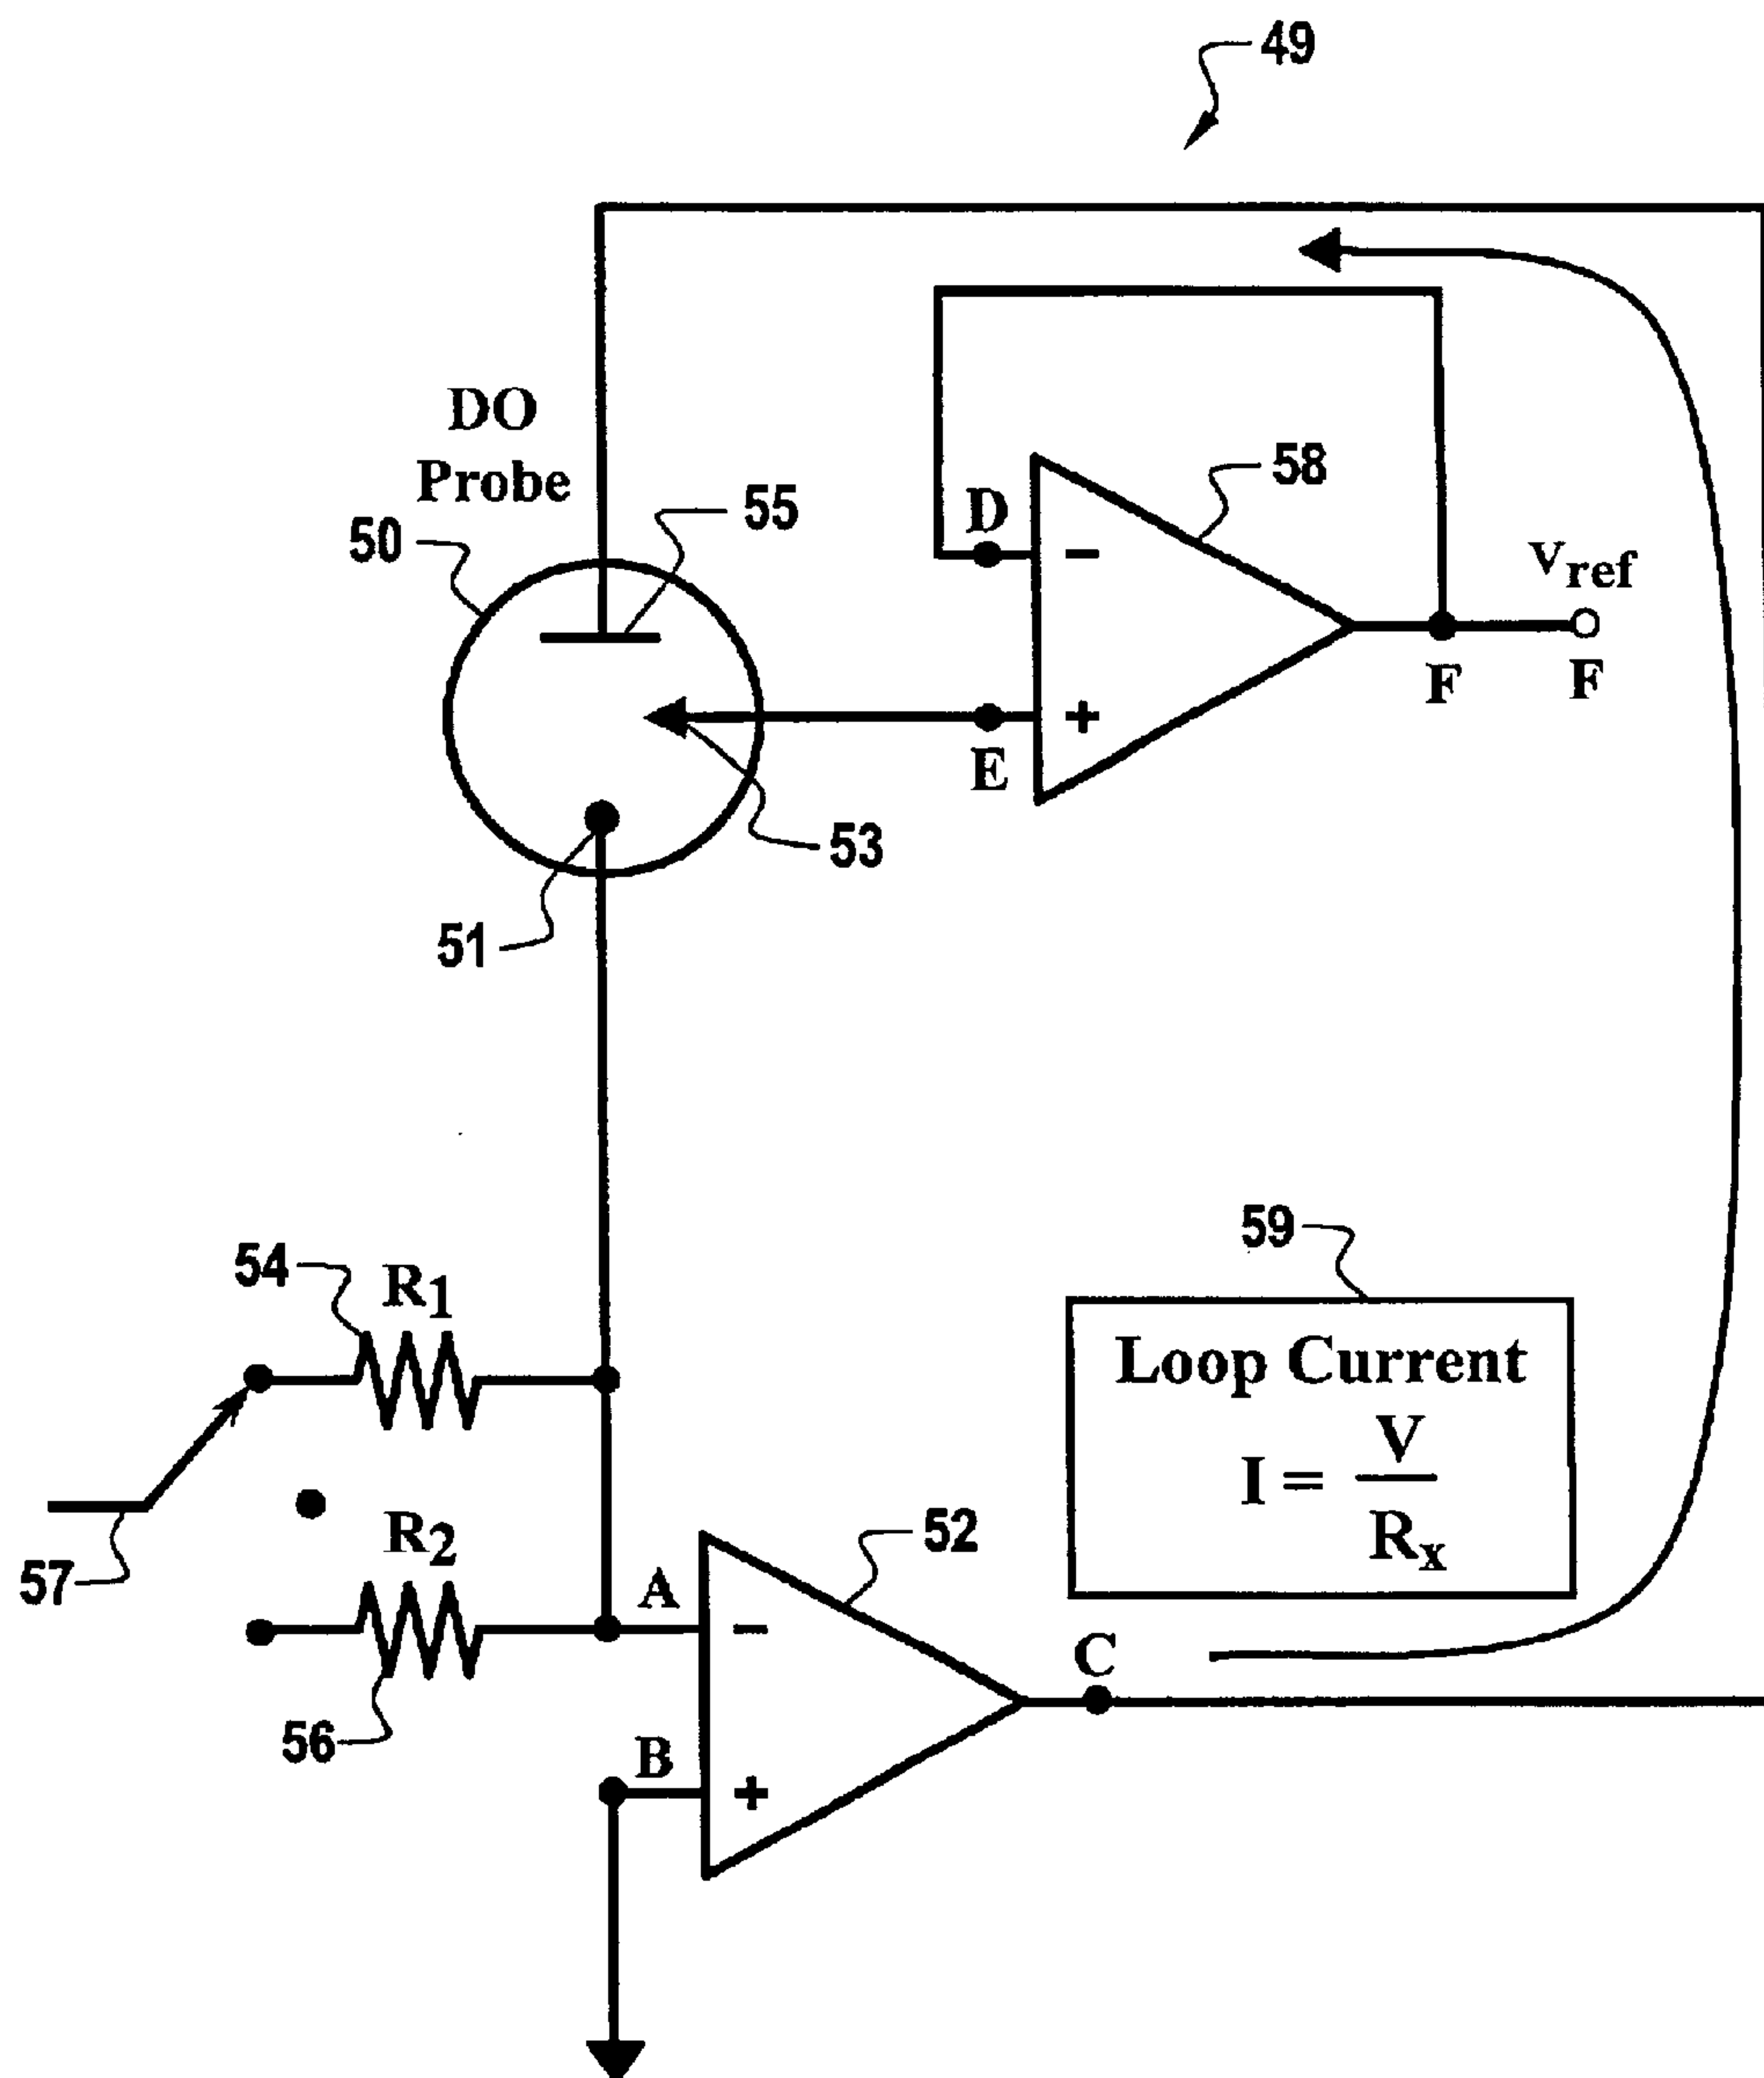 49
DO
Probe
50
55
58
D
-
Vref
F
F
+
E
53
51
54
R1
59
Loop Current
I = V
Rx
57
R2
52
A
-
C
56
B
+